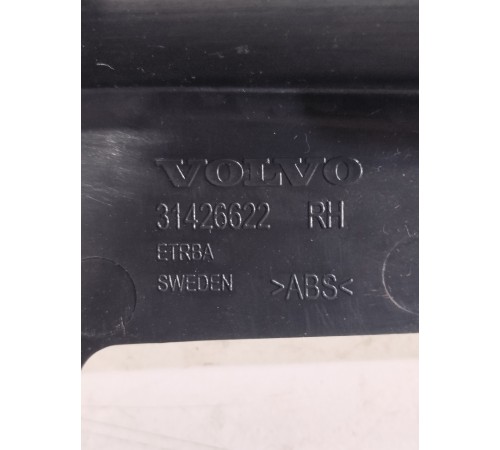 VOLVO
31426622 RH
ETRBA
SWEDEN >ABS<